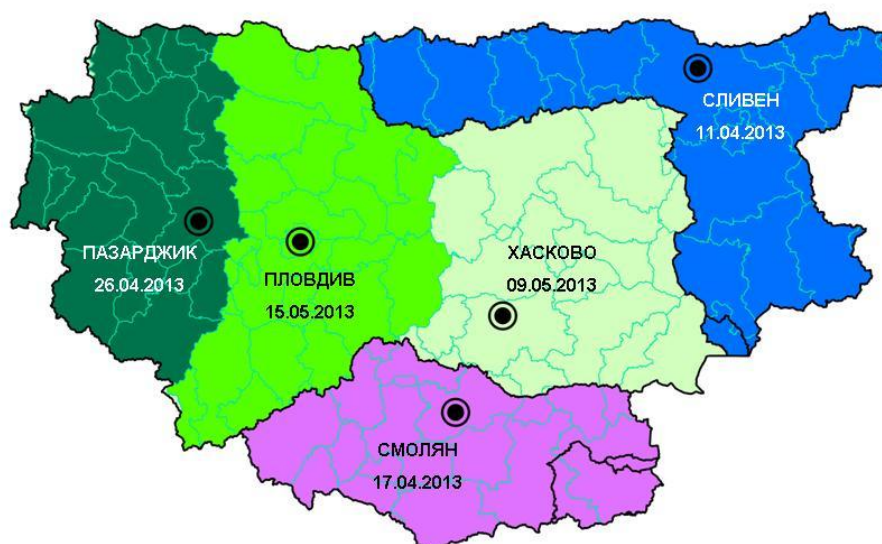 СЛИВЕН
11.04.2013
ПАЗАРДЖИК
26.04.2013
ПЛОВДИВ
15.05.2013
ХАСКОВО
09.05.2013
СМОЛЯН
17.04.2013